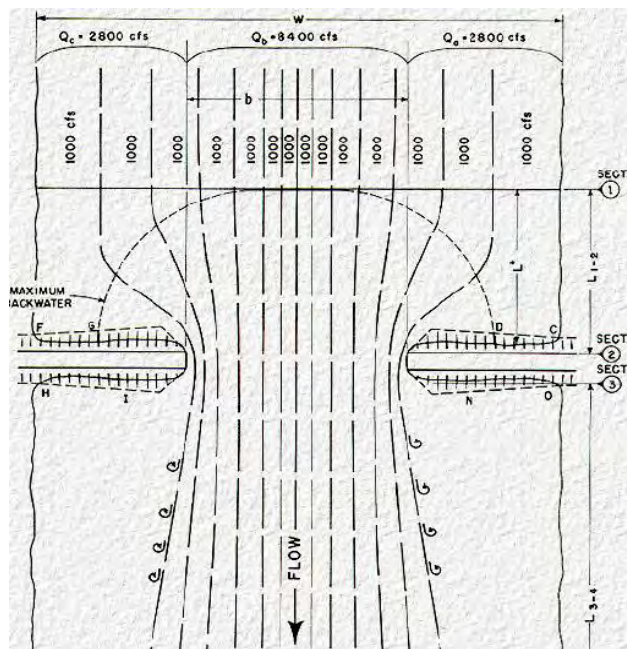 W
Qc = 2800 cfs
Qb = 8400 cfs
Qa = 2800 cfs
b
1000 cfs
1000
1000
1000
1000
1000
1000
1000
1000
1000
1000
1000
1000
1000 cfs
SECT
1
MAXIMUM
BACKWATER
L*
L1-2
F
G
D
C
SECT
2
SECT
3
H
I
N
O
FLOW
L3-4